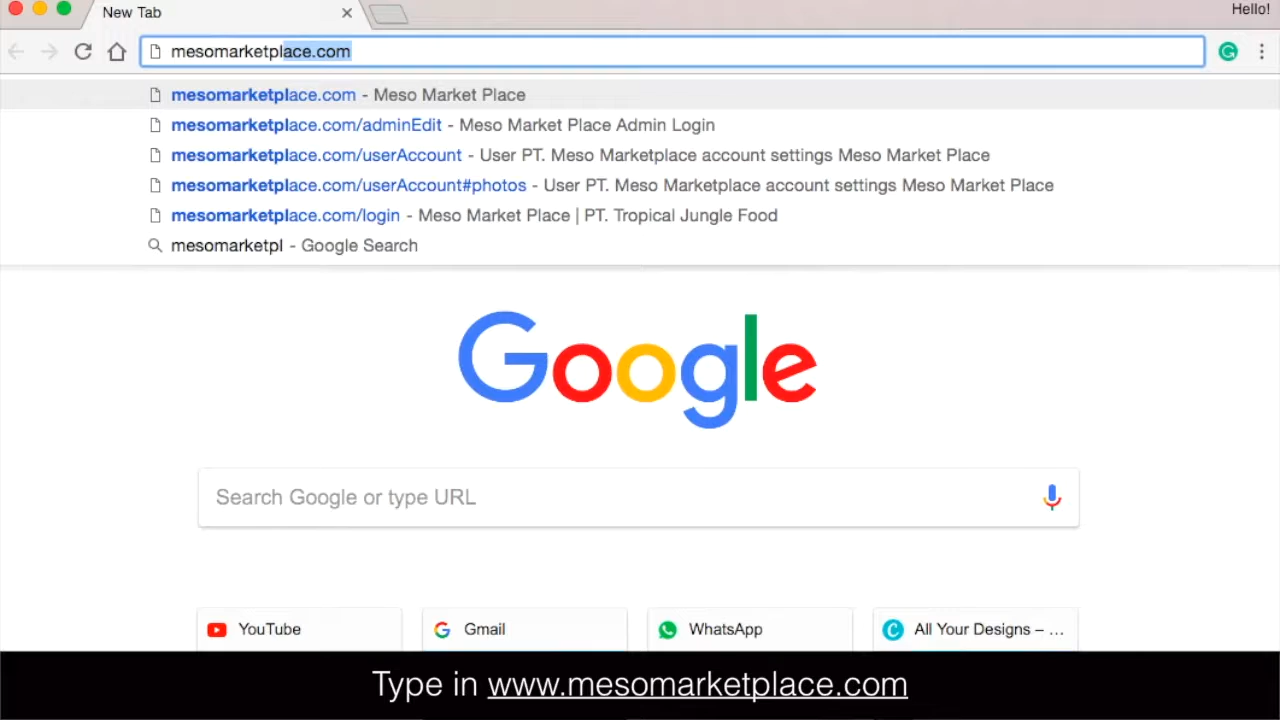 New Tab
Hello!
mesomarketplace.com
mesomarketplace.com - Meso Market Place
mesomarketplace.com/adminEdit - Meso Market Place Admin Login
mesomarketplace.com/userAccount - User PT. Meso Marketplace account settings Meso Market Place
mesomarketplace.com/userAccount#photos - User PT. Meso Marketplace account settings Meso Market Place
mesomarketplace.com/login - Meso Market Place | PT. Tropical Jungle Food
mesomarketpl - Google Search
Google
Search Google or type URL
YouTube
Gmail
WhatsApp
All Your Designs – ...
Type in www.mesomarketplace.com